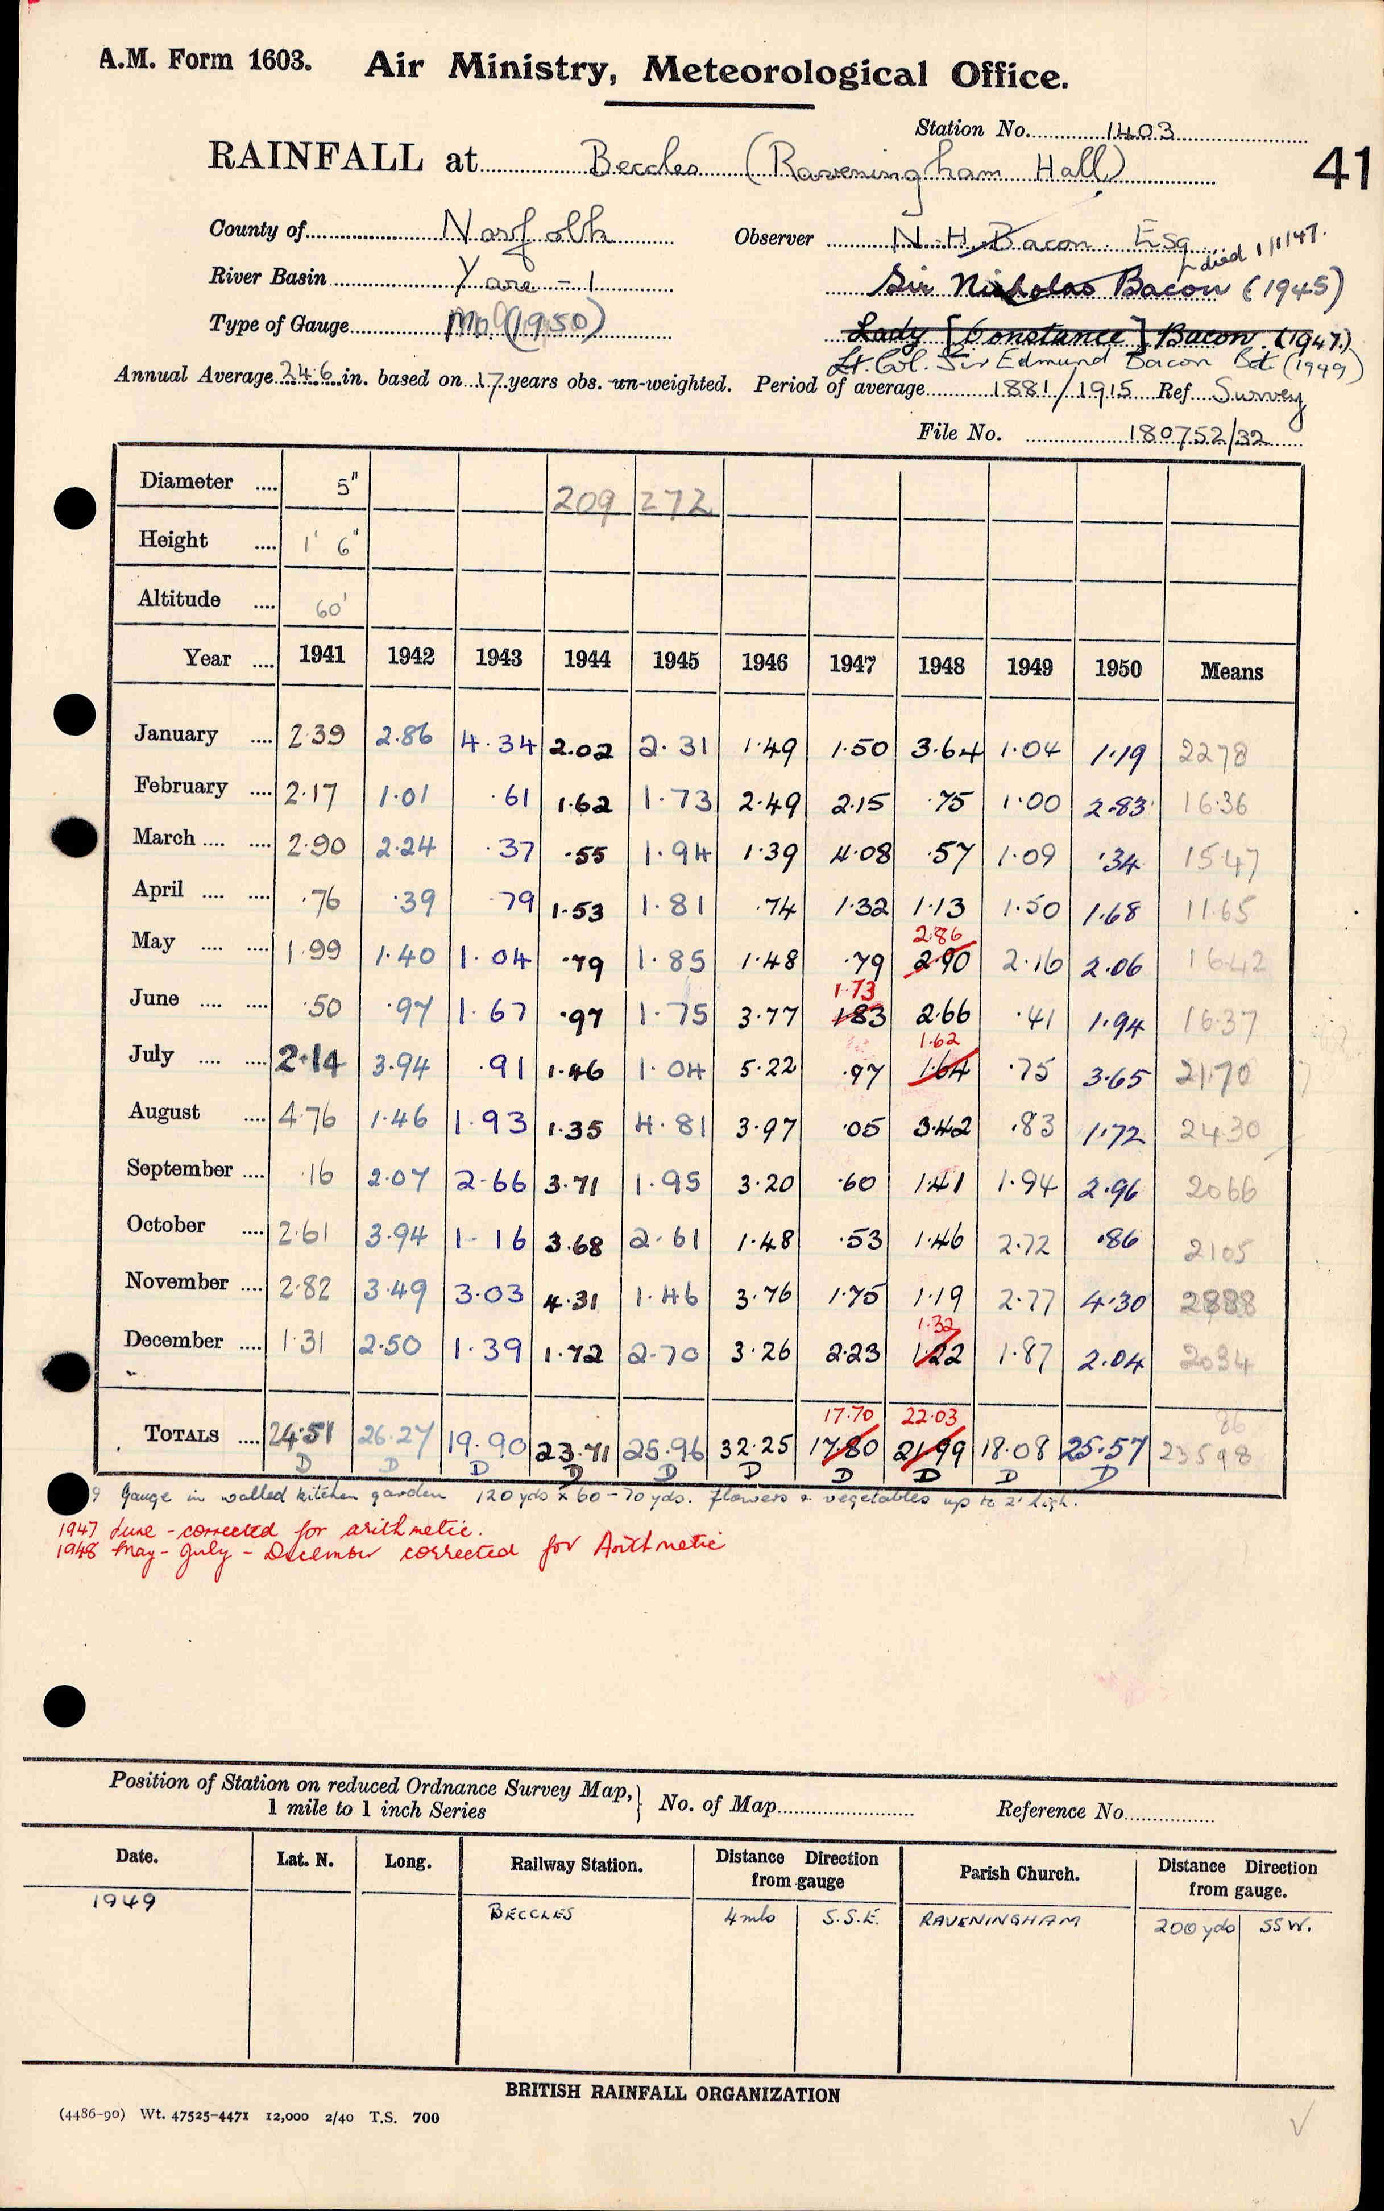 A.M. Form 1603. Air Ministry, Meteorological Office.
Station No. 1403
RAINFALL at Beccles (Raveningham Hall)
41
County of Norfolk Observer N. H. Bacon. Esq died 1/1/47.
River Basin Yare - 1 Sir Nicholas Bacon (1945)
Type of Gauge MO (1950) Lady [Constance] Bacon. (1947)
Lt. Col. Sir Edmund Bacon Bt. (1949)
Annual Average 24.6 in. based on 17 years obs. un-weighted. Period of average 1881/1915 Ref Survey
File No. 180752/32
Diameter .... 5" 209 272
Height .... 1' 6"
Altitude .... 60'
Year .... 1941 1942 1943 1944 1945 1946 1947 1948 1949 1950 Means
January .... 2.39 2.86 4.34 2.02 2.31 1.49 1.50 3.64 1.04 1.19 2278
February .... 2.17 1.01 .61 1.62 1.73 2.49 2.15 .75 1.00 2.83 16.36
March .... .... 2.90 2.24 .37 .55 1.94 1.39 4.08 .57 1.09 .34 1547
April .... .... .76 .39 .79 1.53 1.81 .74 1.32 1.13 1.50 1.68 11.65
2.86
May .... .... 1.99 1.40 1.04 .79 1.85 1.48 .79 2.90 2.16 2.06 1642
1.73
June .... .... .50 .97 1.67 .97 1.75 3.77 1.83 2.66 .41 1.94 16.37
1.62
July .... .... 2.14 3.94 .91 1.46 1.04 5.22 .97 1.64 .75 3.65 21.70
August .... 4.76 1.46 1.93 1.35 4.81 3.97 .05 3.42 .83 1.72 2430
September .... .16 2.07 2.66 3.71 1.95 3.20 .60 1.41 1.94 2.96 2066
October .... 2.61 3.94 1.16 3.68 2.61 1.48 .53 1.46 2.72 .86 2105
November .... 2.82 3.49 3.03 4.31 1.46 3.76 1.75 1.19 2.77 4.30 2888
1.32
December .... 1.31 2.50 1.39 1.72 2.70 3.26 2.23 1.22 1.87 2.04 2034
17.70 22.03 86
TOTALS .... 24.51 26.27 19.90 23.71 25.96 32.25 17.80 21.99 18.08 25.57 23598
D D D D D D D D D D
9 Gauge in walled kitchen garden 120 yds x 60-70 yds. flowers & vegetables up to 2' high.
1947 June - corrected for arithmetic.
1948 May - July - December corrected for Arithmetic
Position of Station on reduced Ordnance Survey Map, 1 mile to 1 inch Series } No. of Map Reference No.
Date. Lat. N. Long. Railway Station. Distance Direction from gauge Parish Church. Distance Direction from gauge.
1949 BECCLES 4 mls S.S.E. RAVENINGHAM 200 yds SSW.
BRITISH RAINFALL ORGANIZATION
(4486-90) Wt. 47525-4471 12,000 2/40 T.S. 700